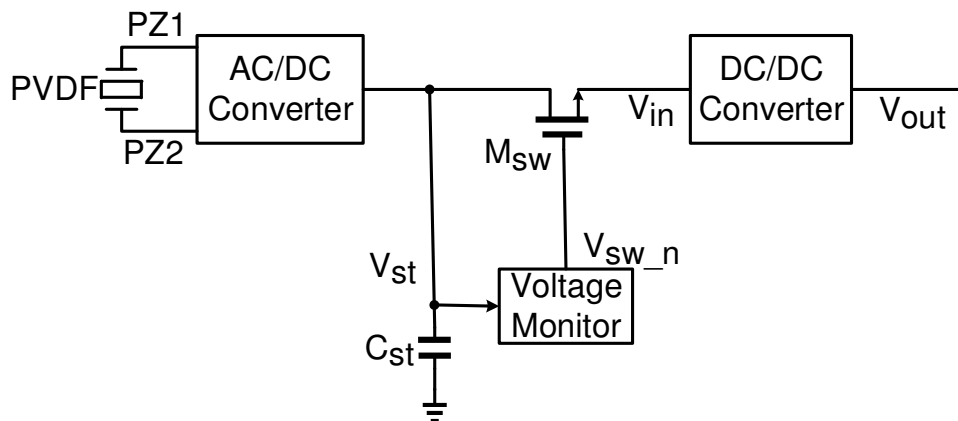 PZ1
PVDF
PZ2
AC/DC
Converter
Msw
Vin
DC/DC
Converter
Vout
Vst
Vsw_n
Voltage
Monitor
Cst